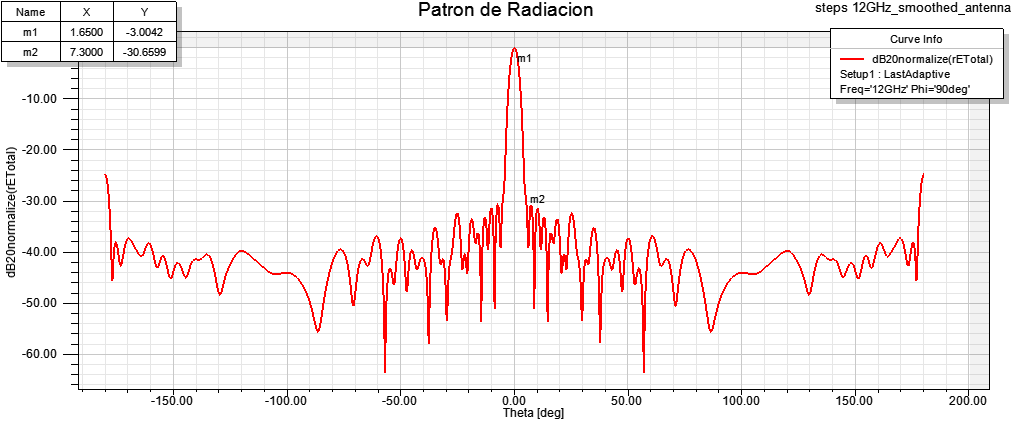 Patron de Radiacion
steps 12GHz_smoothed_antenna
Name X Y
m1 1.6500 -3.0042
m2 7.3000 -30.6599
Curve Info
dB20normalize(rETotal)
Setup1 : LastAdaptive
Freq='12GHz' Phi='90deg'
m1
m2
dB20normalize(rETotal)
-10.00
-20.00
-30.00
-40.00
-50.00
-60.00
-150.00 -100.00 -50.00 0.00 50.00 100.00 150.00 200.00
Theta [deg]